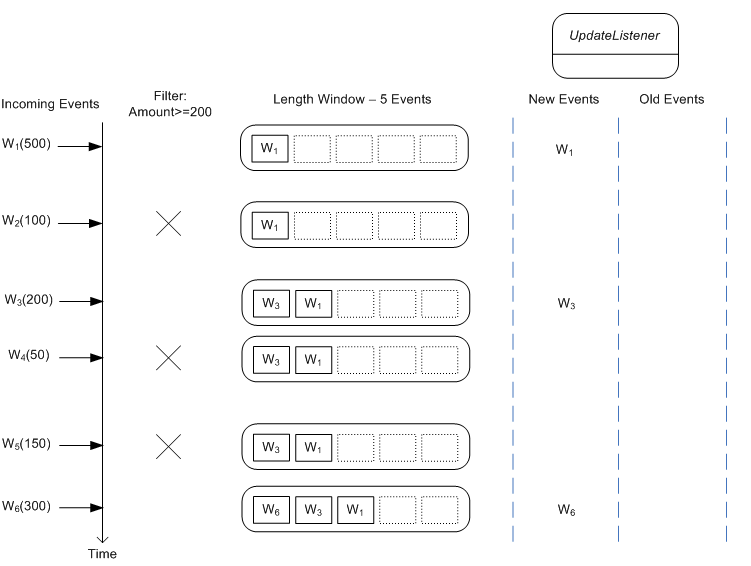 UpdateListener
Incoming Events
Filter:
Amount>=200
Length Window – 5 Events
New Events
Old Events
W₁(500)
W₁
W₁
W₂(100)
W₁
W₃(200)
W₃ W₁
W₃
W₄(50)
W₃ W₁
W₅(150)
W₃ W₁
W₆(300)
W₆ W₃ W₁
W₆
Time